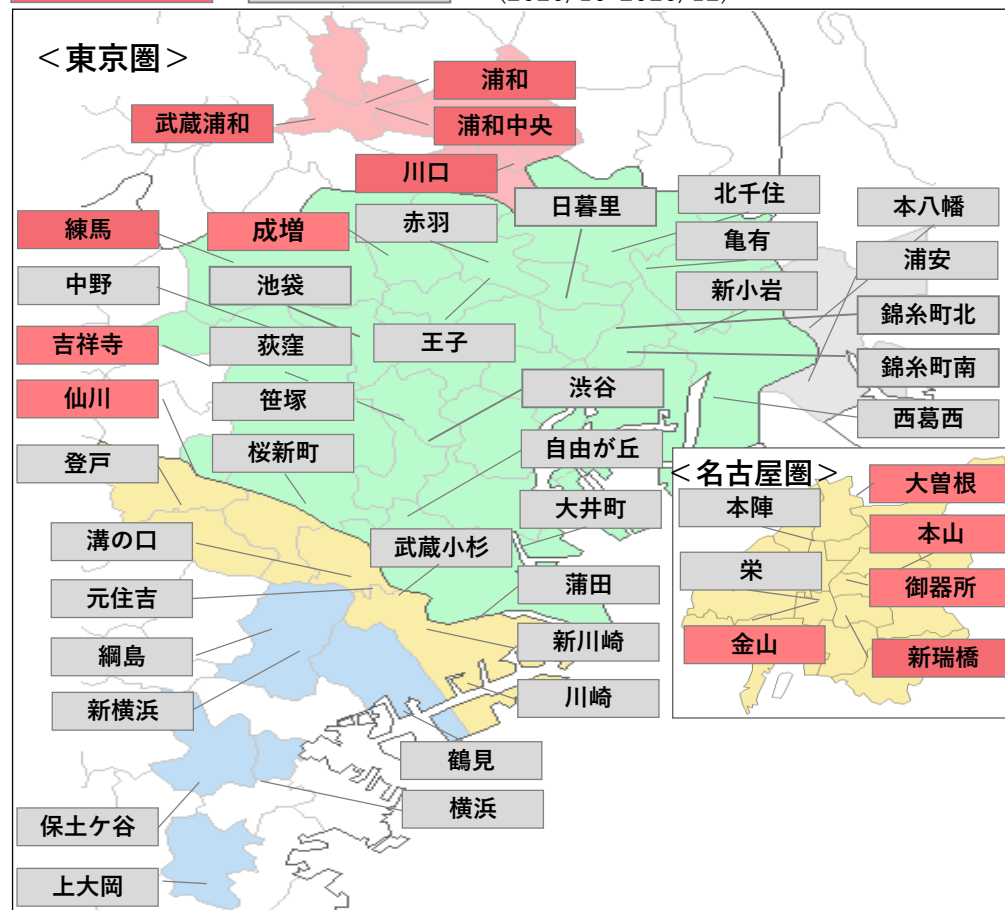 ＜東京圏＞
浦和
武蔵浦和
浦和中央
川口
日暮里
北千住
本八幡
練馬
成増
赤羽
亀有
浦安
中野
池袋
新小岩
錦糸町北
吉祥寺
荻窪
王子
錦糸町南
仙川
笹塚
渋谷
西葛西
登戸
桜新町
自由が丘
＜名古屋圏＞
大曽根
本陣
大井町
本山
溝の口
武蔵小杉
栄
御器所
元住吉
蒲田
金山
新瑞橋
綱島
新川崎
新横浜
川崎
鶴見
保土ケ谷
横浜
上大岡